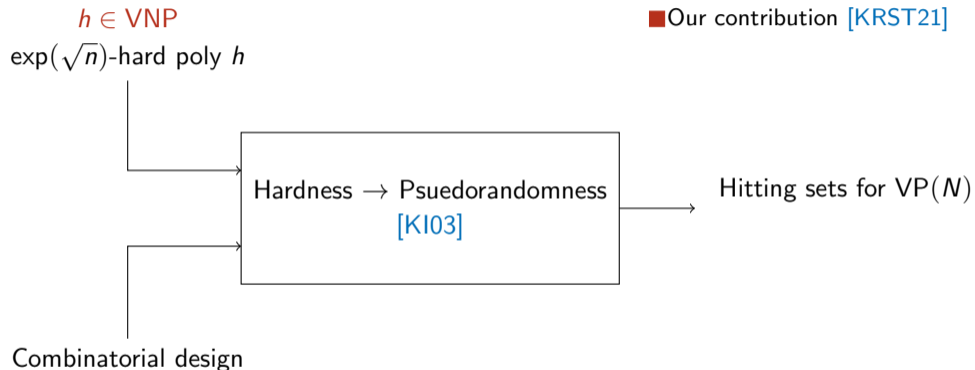 h ∈ VNP
■Our contribution [KRST21]
exp(√n)-hard poly h
Hardness → Psuedorandomness
[KI03]
Hitting sets for VP(N)
Combinatorial design